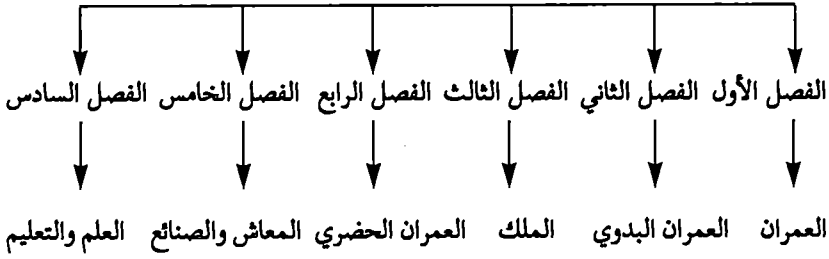 الفصل الأول الفصل الثاني الفصل الثالث الفصل الرابع الفصل الخامس الفصل السادس
العمران العمران البدوي الملك العمران الحضري المعاش والصنائع العلم والتعليم